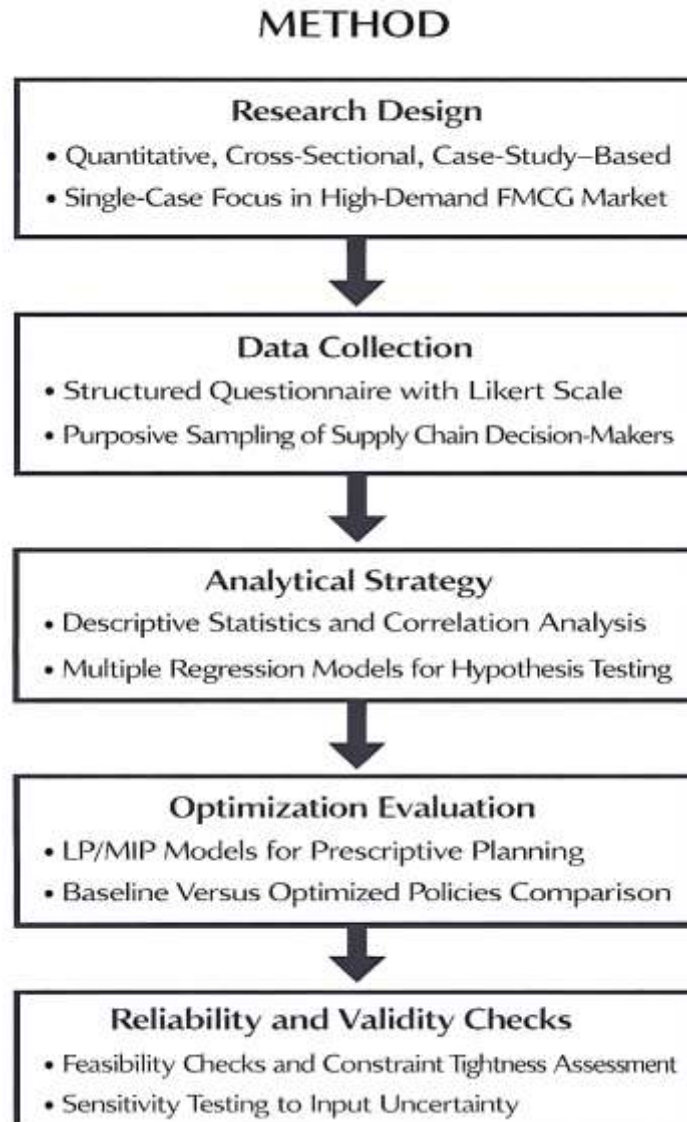 METHOD
Research Design
• Quantitative, Cross-Sectional, Case-Study–Based
• Single-Case Focus in High-Demand FMCG Market
Data Collection
• Structured Questionnaire with Likert Scale
• Purposive Sampling of Supply Chain Decision-Makers
Analytical Strategy
• Descriptive Statistics and Correlation Analysis
• Multiple Regression Models for Hypothesis Testing
Optimization Evaluation
• LP/MIP Models for Prescriptive Planning
• Baseline Versus Optimized Policies Comparison
Reliability and Validity Checks
• Feasibility Checks and Constraint Tightness Assessment
• Sensitivity Testing to Input Uncertainty